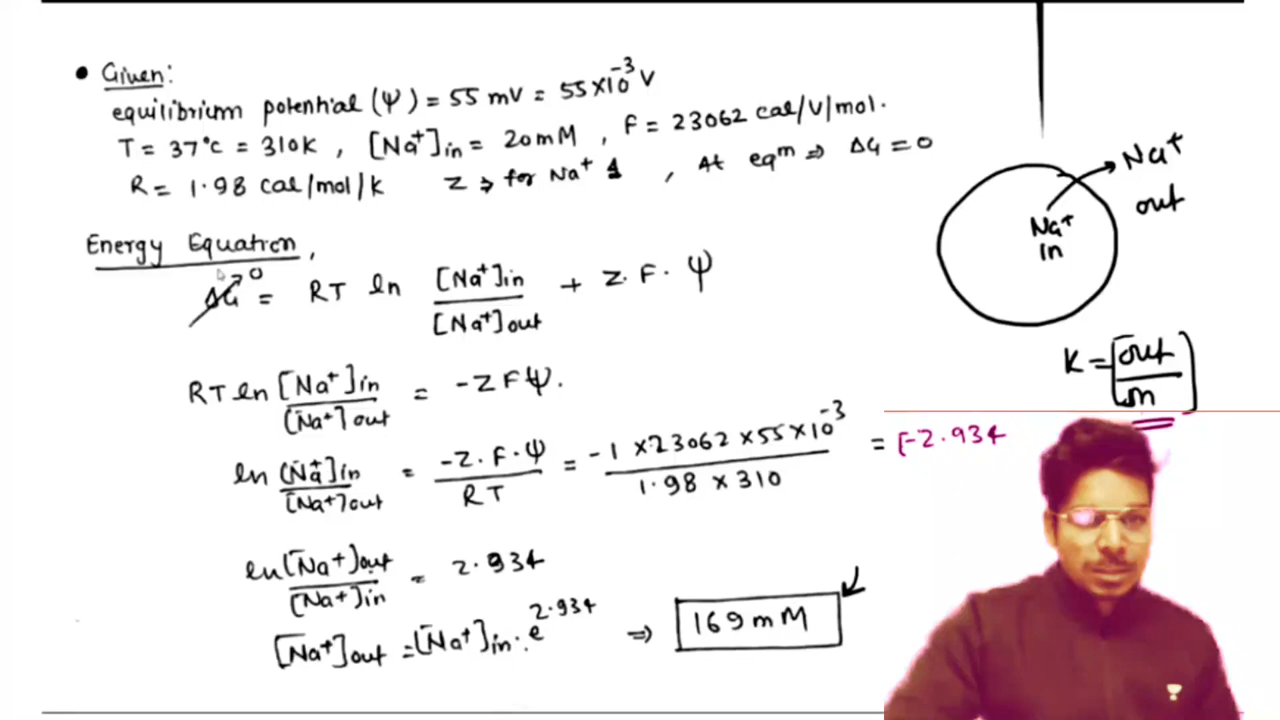 • Given:
equilibrium potenhial (Ψ) = 55 mV = 55×10⁻³ V
T = 37°C = 310K , [Na⁺]in = 20mM , F = 23062 cal/V/mol.
R = 1.98 cal/mol/k Z → for Na⁺ 1 , At eqᵐ ⇒ ΔG = 0
Energy Equation,
ΔG⁰ = RT ln [Na⁺]in / [Na⁺]out + Z. F. Ψ
RT ln [Na⁺]in / [Na⁺]out = -ZFΨ.
ln [Na⁺]in / [Na⁺]out = -Z.F.Ψ / RT = -1 ×23062 ×55×10⁻³ / 1.98 × 310 = [-2.934
ln [Na⁺]out / [Na⁺]in = 2.934
[Na⁺]out = [Na⁺]in . e^2.934 ⇒ 169mM
Na⁺
out
Na⁺
in
K = [out / in]